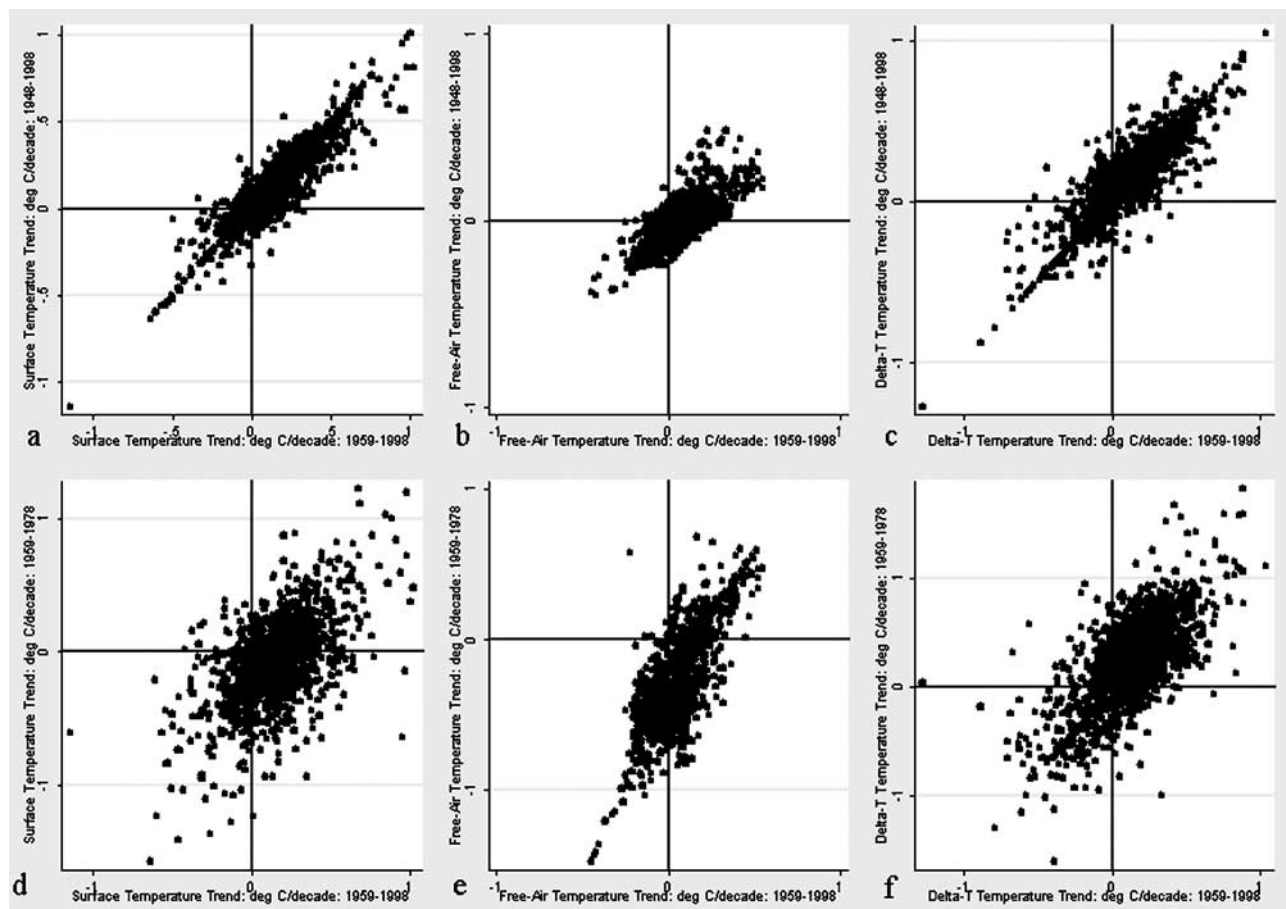 Surface Temperature Trend: deg C/decade: 1948-1998
1
.5
0
-.5
-1
-1
-.5
0
.5
1
a
Surface Temperature Trend: deg C/decade: 1959-1998
Free-Air Temperature Trend: deg C/decade: 1948-1998
1
0
-1
-1
0
1
b
Free-Air Temperature Trend: deg C/decade: 1959-1998
Delta-T Temperature Trend: deg C/decade: 1948-1998
1
0
-1
-1
0
1
c
Delta-T Temperature Trend: deg C/decade: 1959-1998
Surface Temperature Trend: deg C/decade: 1959-1978
1
0
-1
-1
-.5
0
.5
1
d
Surface Temperature Trend: deg C/decade: 1959-1998
Free-Air Temperature Trend: deg C/decade: 1959-1978
1
0
-1
-1
0
1
e
Free-Air Temperature Trend: deg C/decade: 1959-1998
Delta-T Temperature Trend: deg C/decade: 1959-1978
1
0
-1
-1
0
1
f
Delta-T Temperature Trend: deg C/decade: 1959-1998